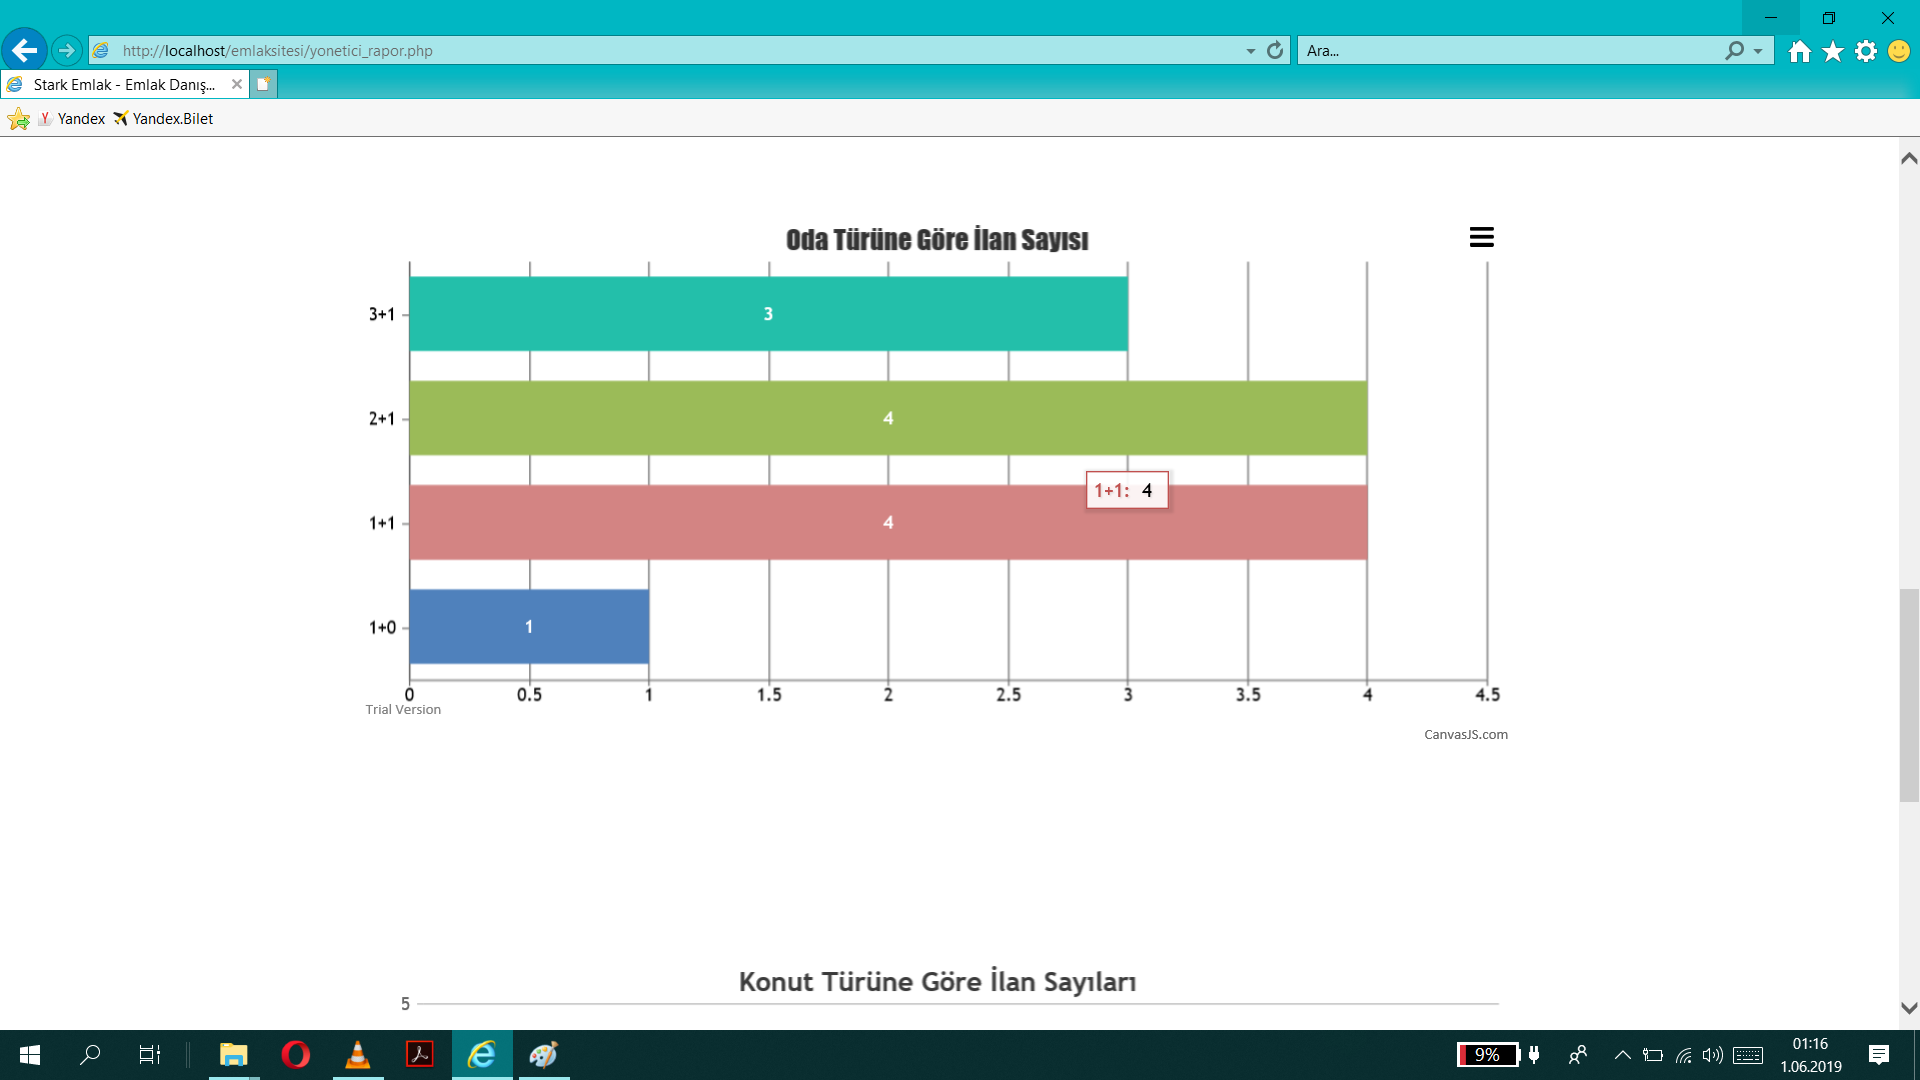 http://localhost/emlaksitesi/yonetici_rapor.php
Ara...
Stark Emlak - Emlak Danış...
Yandex
Yandex.Bilet
Oda Türüne Göre İlan Sayısı
3+1
3
2+1
4
1+1: 4
1+1
4
1+0
1
0 0.5 1 1.5 2 2.5 3 3.5 4 4.5
Trial Version
CanvasJS.com
Konut Türüne Göre İlan Sayıları
5
9%
01:16
1.06.2019